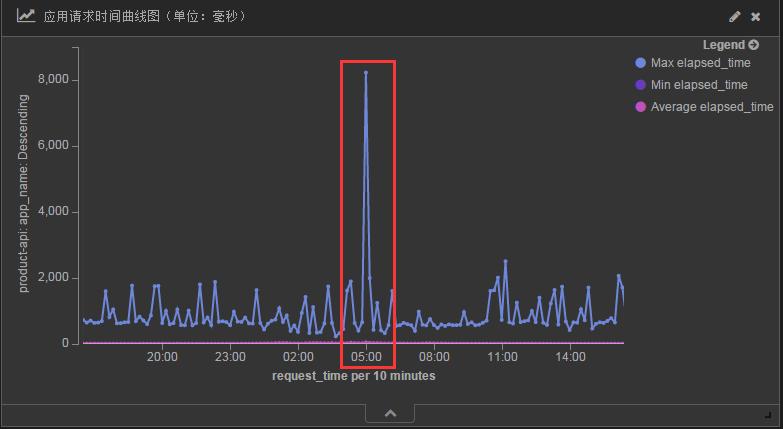 应用请求时间曲线图（单位：毫秒）
Legend
Max elapsed_time
Min elapsed_time
Average elapsed_time
product-api: app_name: Descending
8,000
6,000
4,000
2,000
0
20:00
23:00
02:00
05:00
08:00
11:00
14:00
request_time per 10 minutes